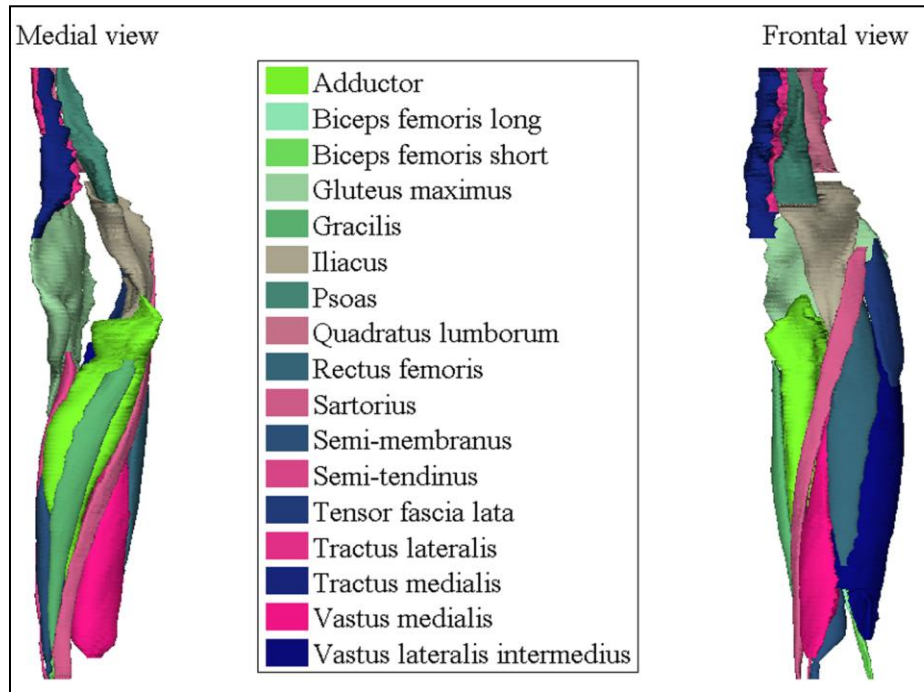 Medial view
Frontal view
Adductor
Biceps femoris long
Biceps femoris short
Gluteus maximus
Gracilis
Iliacus
Psoas
Quadratus lumborum
Rectus femoris
Sartorius
Semi-membranus
Semi-tendinus
Tensor fascia lata
Tractus lateralis
Tractus medialis
Vastus medialis
Vastus lateralis intermedius